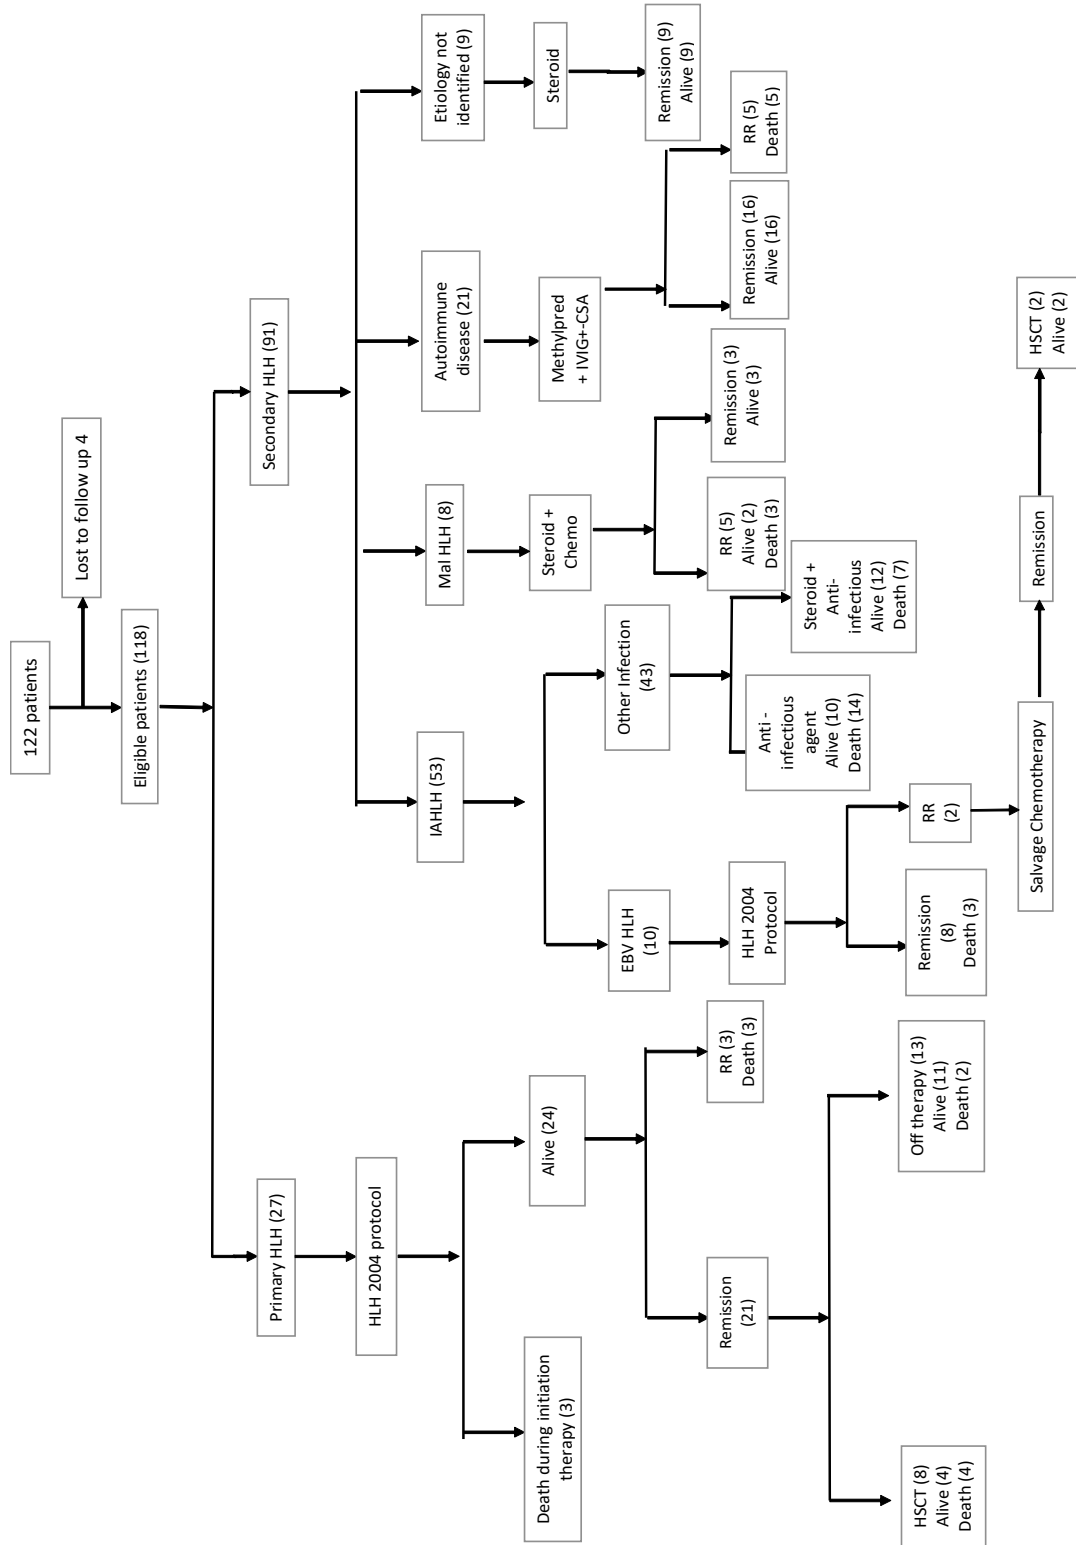 122 patients
Lost to follow up 4
Eligible patients (118)
Primary HLH (27)
Secondary HLH (91)
HLH 2004 protocol
Death during initiation
therapy (3)
Alive (24)
Remission
(21)
RR (3)
Death (3)
HSCT (8)
Alive (4)
Death (4)
Off therapy (13)
Alive (11)
Death (2)
IAHLH (53)
Mal HLH (8)
Autoimmune
disease (21)
Etiology not
identified (9)
EBV HLH
(10)
Other Infection
(43)
Steroid +
Chemo
Methylpred
+ IVIG+-CSA
Steroid
HLH 2004
Protocol
Anti -
infectious
agent
Alive (10)
Death (14)
Steroid +
Anti-
infectious
Alive (12)
Death (7)
RR (5)
Alive (2)
Death (3)
Remission (3)
Alive (3)
Remission (16)
Alive (16)
RR (5)
Death (5)
Remission (9)
Alive (9)
Remission
(8)
Death (3)
RR
(2)
Salvage Chemotherapy
Remission
HSCT (2)
Alive (2)